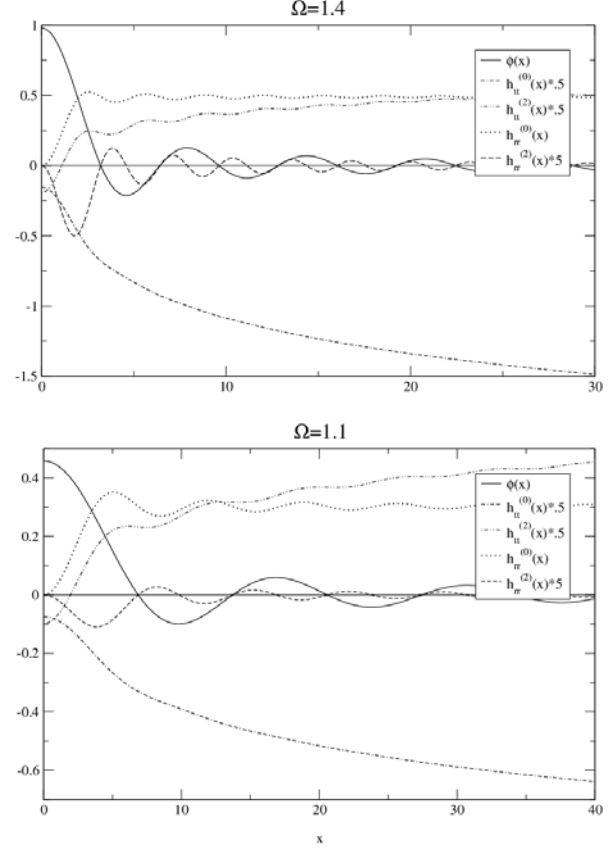 Ω=1.4
1
0.5
0
-0.5
-1
-1.5
0
10
20
30
ϕ(x)
h_tt^(0)(x)*.5
h_tt^(2)(x)*.5
h_rr^(0)(x)
h_rr^(2)(x)*5
Ω=1.1
0.4
0.2
0
-0.2
-0.4
-0.6
0
10
20
30
40
x
ϕ(x)
h_tt^(0)(x)*.5
h_tt^(2)(x)*.5
h_rr^(0)(x)
h_rr^(2)(x)*5